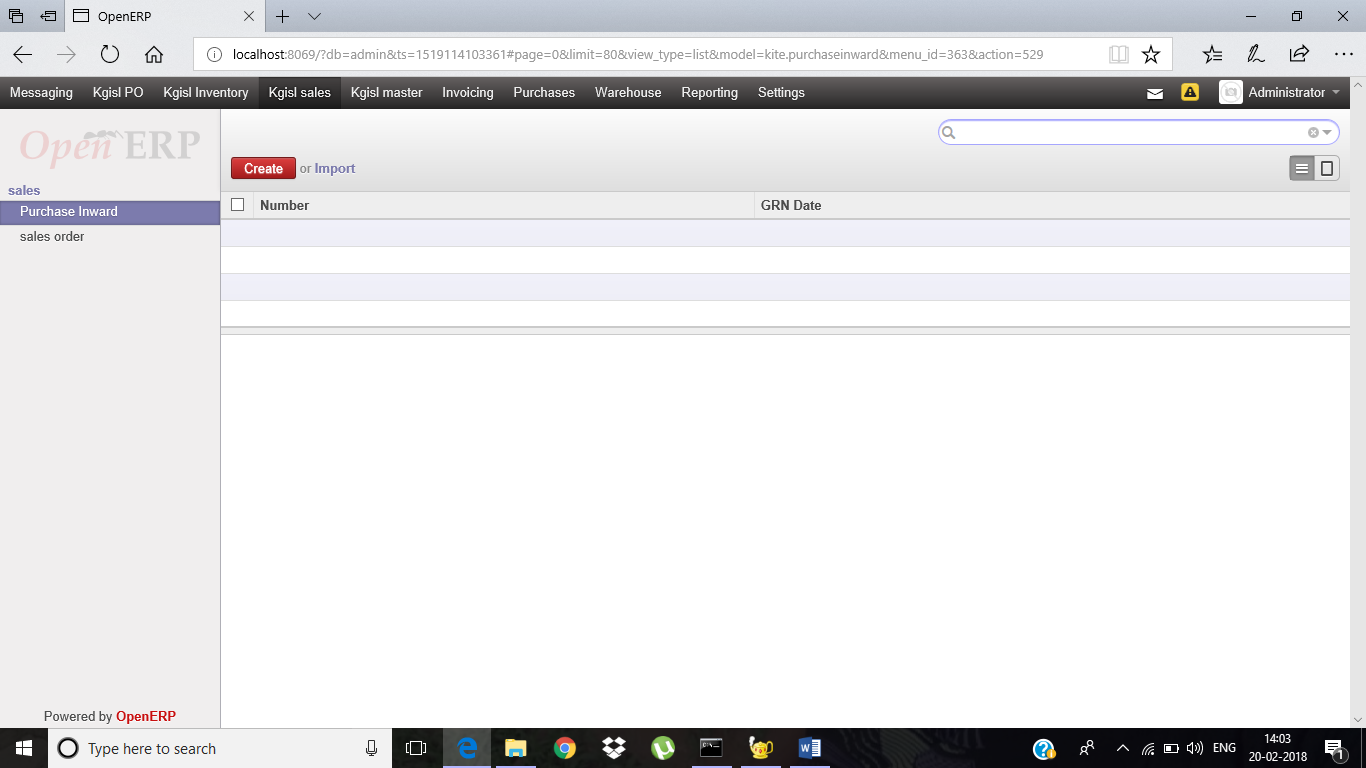 OpenERP
localhost:8069/?db=admin&ts=1519114103361#page=0&limit=80&view_type=list&model=kite.purchaseinward&menu_id=363&action=529
Messaging Kgisl PO Kgisl Inventory Kgisl sales Kgisl master Invoicing Purchases Warehouse Reporting Settings Administrator
Open ERP
Create or Import
sales
Purchase Inward
sales order
Number GRN Date
Powered by OpenERP
Type here to search
ENG
14:03
20-02-2018
1